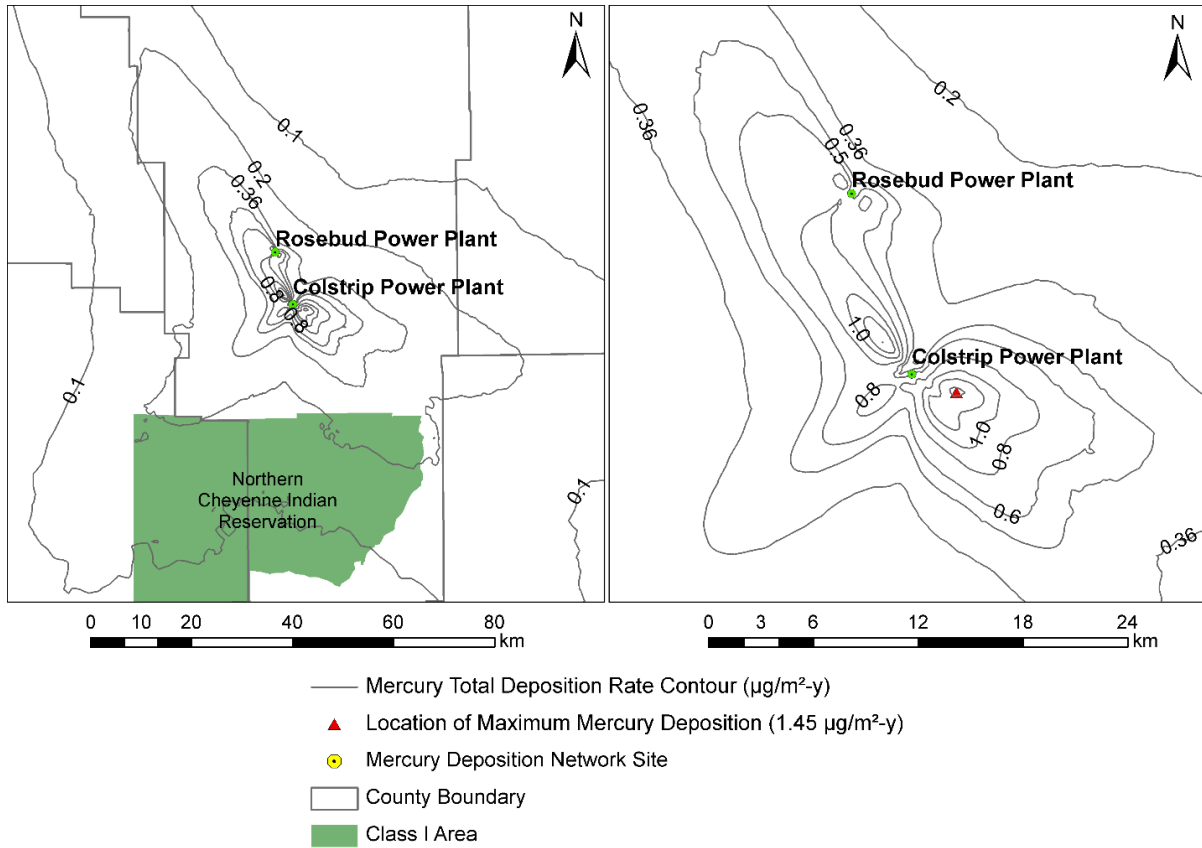 N
0.1
0.2
0.36
Rosebud Power Plant
Colstrip Power Plant
0.8
0.8
0.1
0.1
Northern
Cheyenne Indian
Reservation
0 10 20 40 60 80
km
N
0.2
0.36
0.36
0.5
Rosebud Power Plant
1.0
Colstrip Power Plant
0.8
1.0
0.8
0.6
0.36
0 3 6 12 18 24
km
Mercury Total Deposition Rate Contour (µg/m²-y)
Location of Maximum Mercury Deposition (1.45 µg/m²-y)
Mercury Deposition Network Site
County Boundary
Class I Area